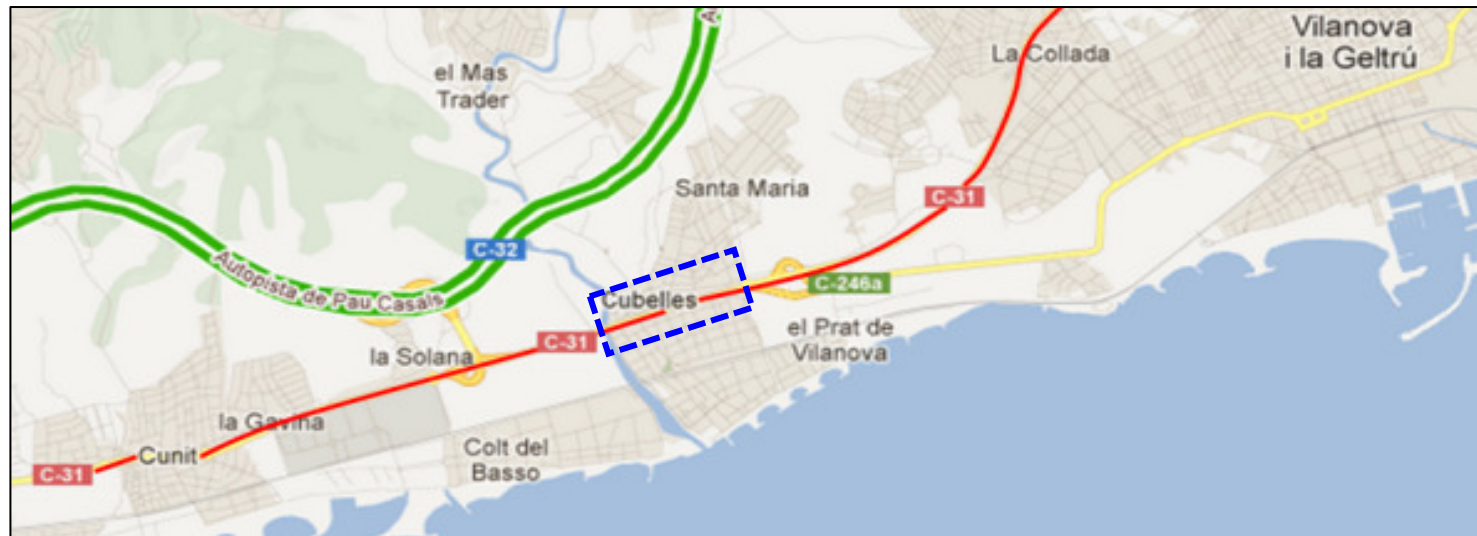 Vilanova
i la Geltrú
La Collada
el Mas
Trader
Santa Maria
C-31
C-32
Autopista de Pau Casals
A
C-246a
Cubelles
el Prat de
Vilanova
C-31
la Solana
la Gavina
Colt del
Basso
Cunit
C-31